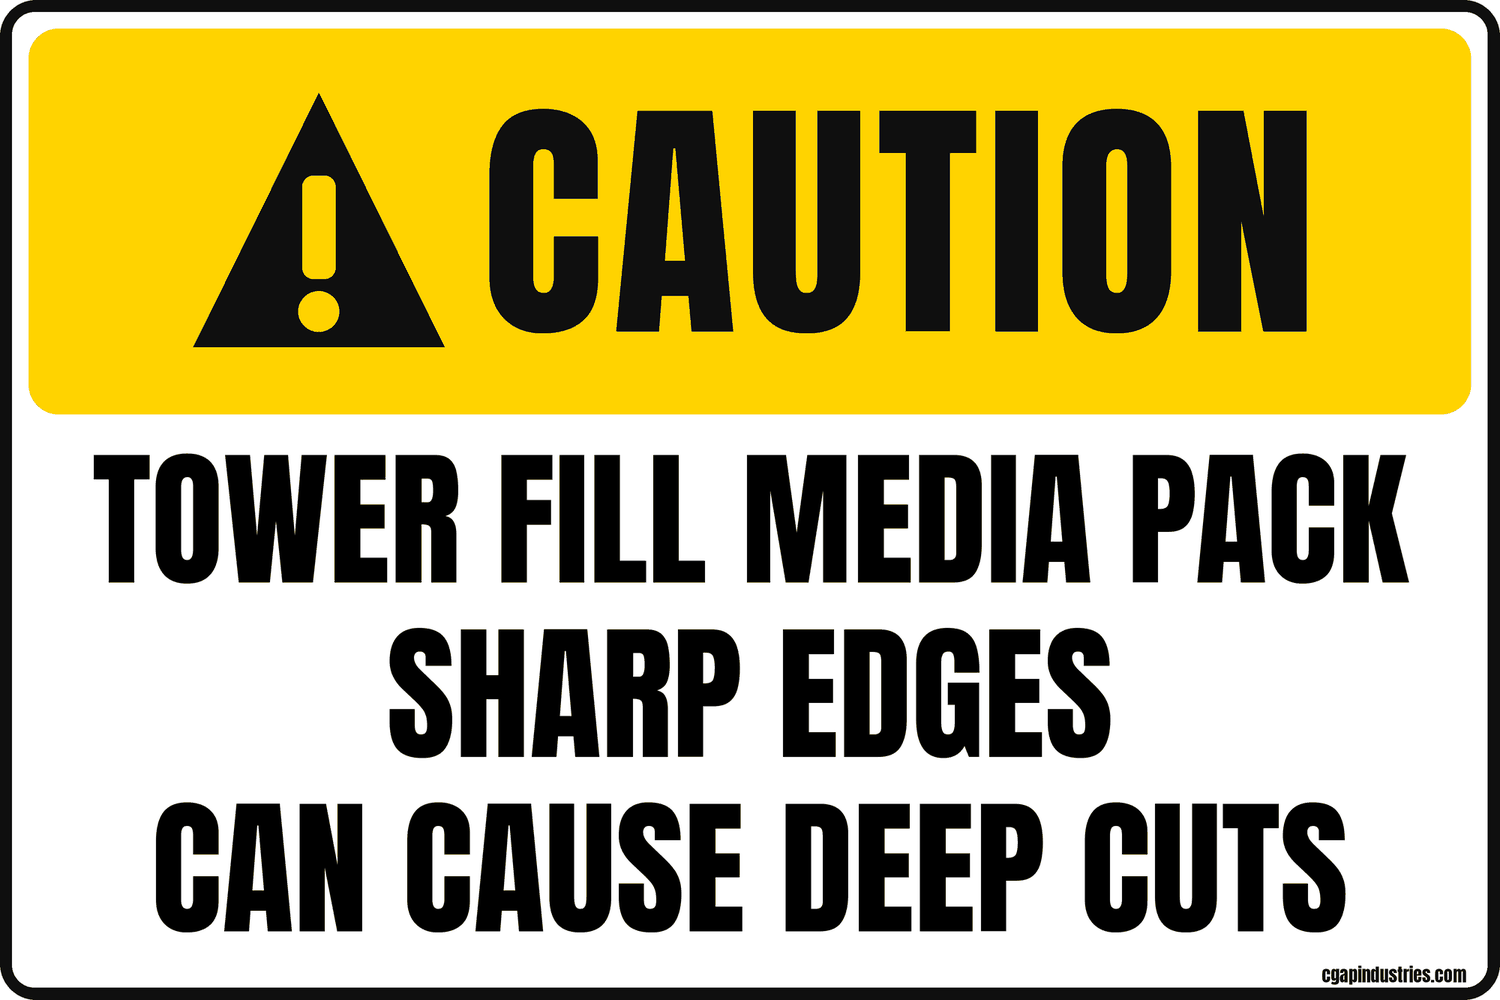 CAUTION
TOWER FILL MEDIA PACK
SHARP EDGES
CAN CAUSE DEEP CUTS
cgapindustries.com